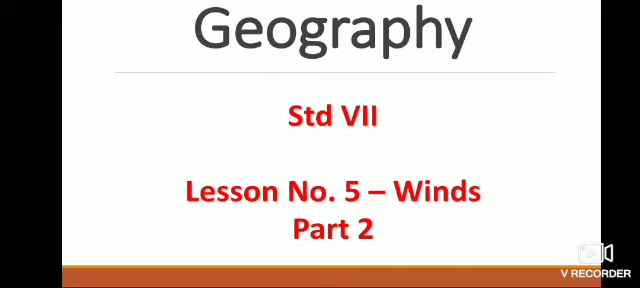 Geography
Std VII
Lesson No. 5 – Winds
Part 2
V RECORDER